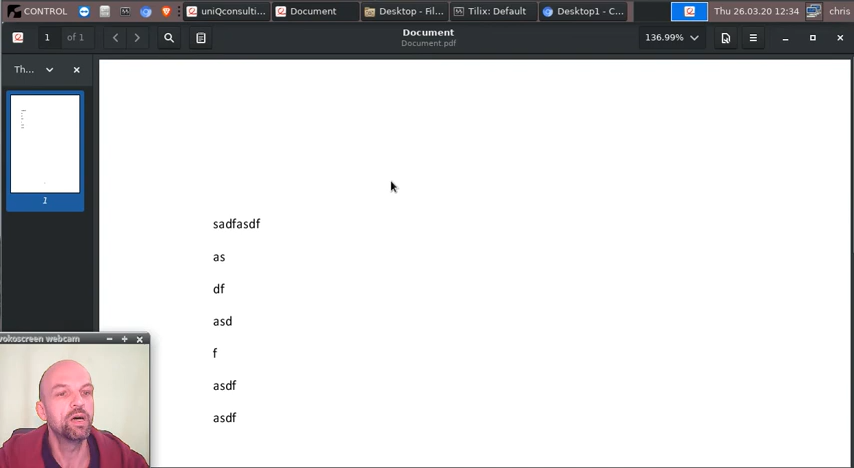 CONTROL uniQconsulti... Document Desktop - Fil... Tilix: Default Desktop1 - C... Thu 26.03.20 12:34 chris
1 of 1 Document 136.99%
Document.pdf
Th...
1
sadfasdf
as
df
asd
f
asdf
asdf
vokoscreen webcam